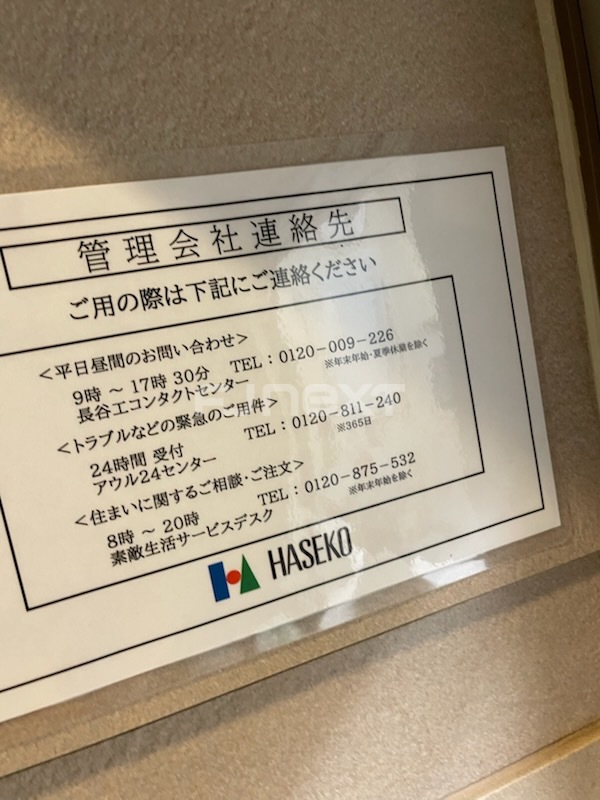 管理会社連絡先
ご用の際は下記にご連絡ください
<平日昼間のお問い合わせ>
9時 ～ 17時 30分 TEL：0120-009-226
長谷工コンタクトセンター ※年末年始・夏季休業を除く
<トラブルなどの緊急のご用件>
24時間 受付 TEL：0120-811-240
アウル24センター ※365日
<住まいに関するご相談・ご注文>
8時 ～ 20時 TEL：0120-875-532
素敵生活サービスデスク ※年末年始を除く
HASEKO